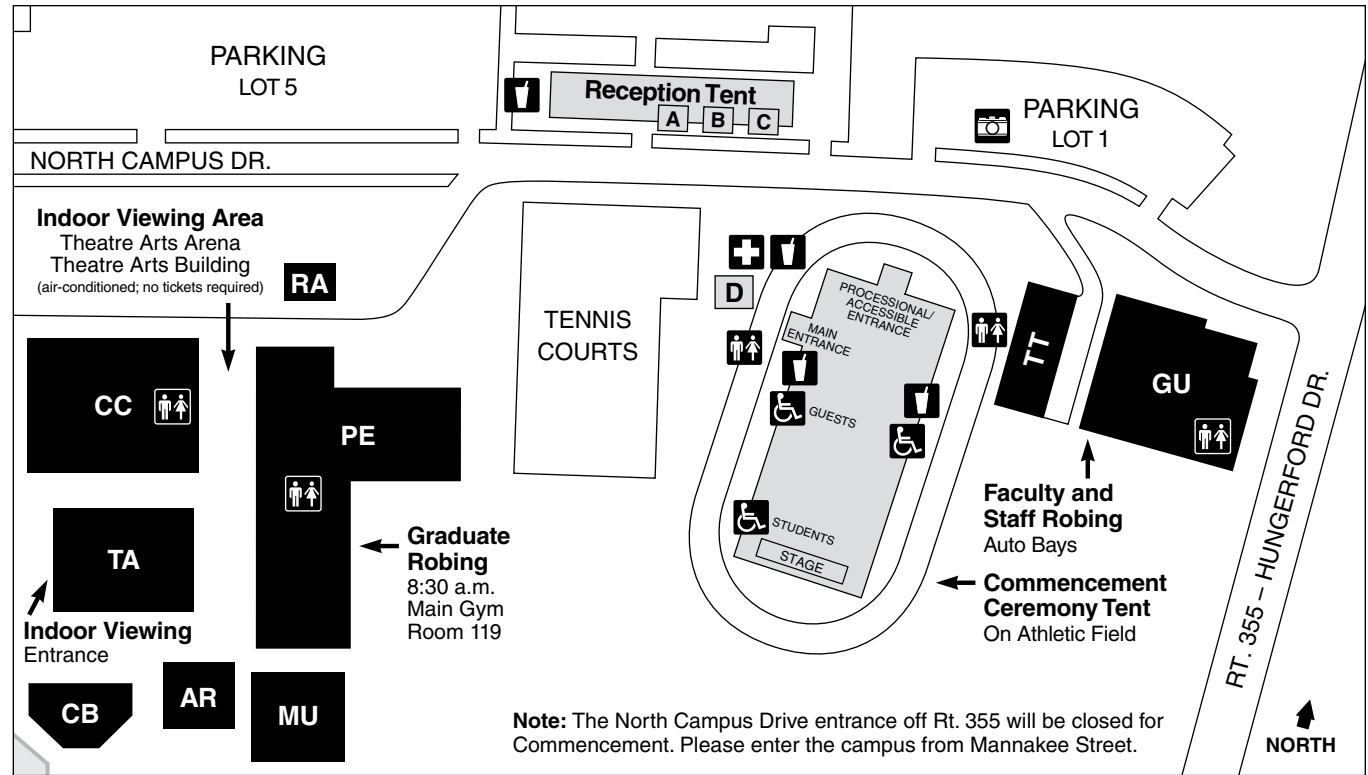 PARKING
LOT 5
Reception Tent
A B C
PARKING
LOT 1
NORTH CAMPUS DR.
Indoor Viewing Area
Theatre Arts Arena
Theatre Arts Building
(air-conditioned; no tickets required)
RA
D
TENNIS
COURTS
PROCESSIONAL/
ACCESSIBLE
ENTRANCE
MAIN
ENTRANCE
GUESTS
STUDENTS
STAGE
TT
GU
CC
PE
TA
Graduate
Robing
8:30 a.m.
Main Gym
Room 119
Faculty and
Staff Robing
Auto Bays
Commencement
Ceremony Tent
On Athletic Field
RT. 355 – HUNGERFORD DR.
Indoor Viewing
Entrance
CB
AR
MU
Note: The North Campus Drive entrance off Rt. 355 will be closed for
Commencement. Please enter the campus from Mannakee Street.
NORTH